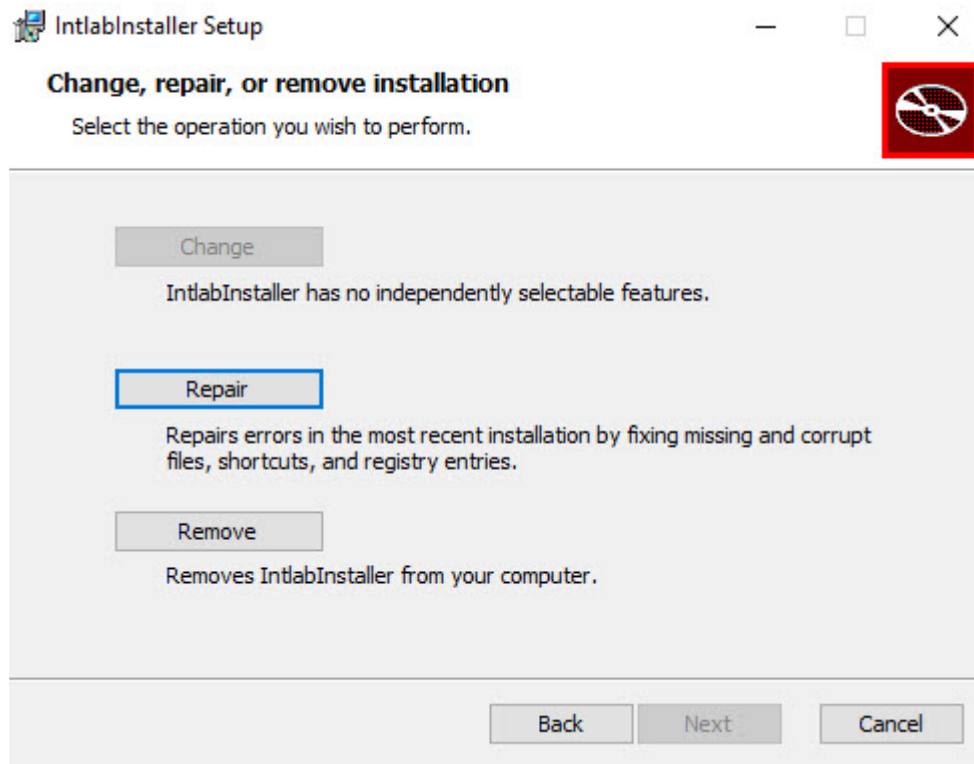 IntlabInstaller Setup
Change, repair, or remove installation
Select the operation you wish to perform.
Change
IntlabInstaller has no independently selectable features.
Repair
Repairs errors in the most recent installation by fixing missing and corrupt
files, shortcuts, and registry entries.
Remove
Removes IntlabInstaller from your computer.
Back Next Cancel